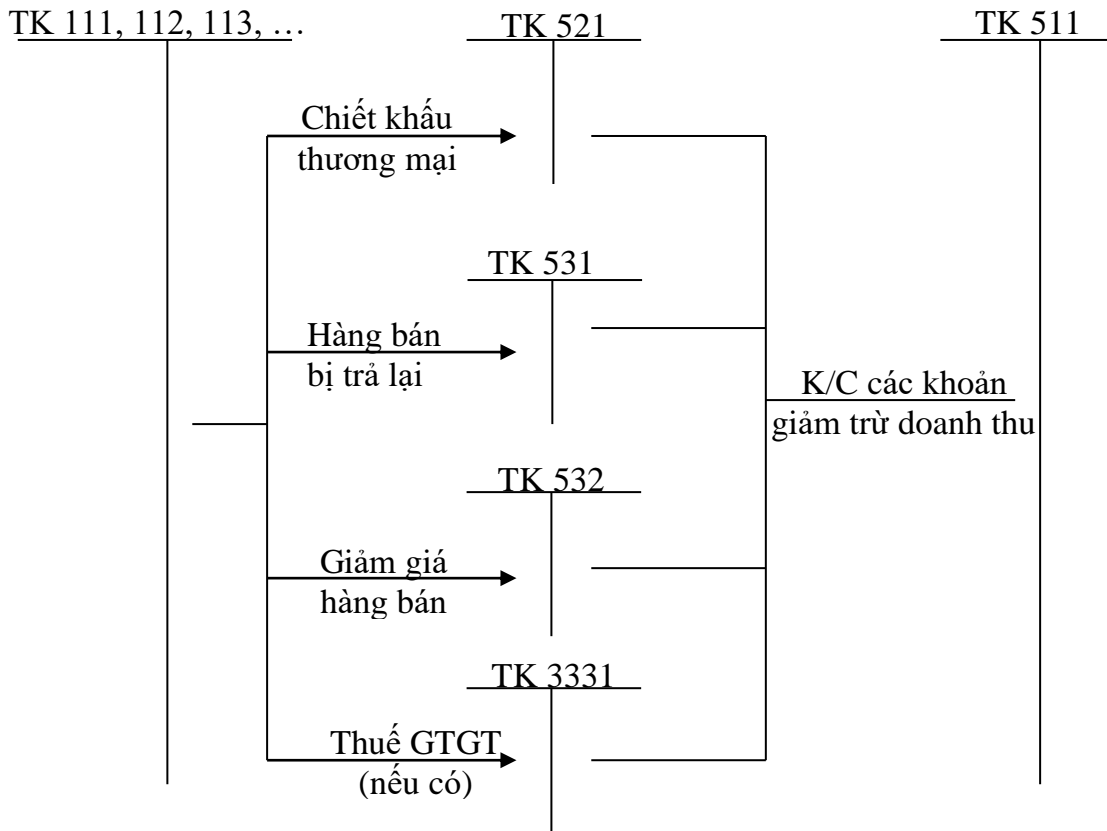 TK 111, 112, 113, …
TK 521
TK 511
Chiết khấu
thương mại
TK 531
Hàng bán
bị trả lại
K/C các khoản
giảm trừ doanh thu
TK 532
Giảm giá
hàng bán
TK 3331
Thuế GTGT
(nếu có)